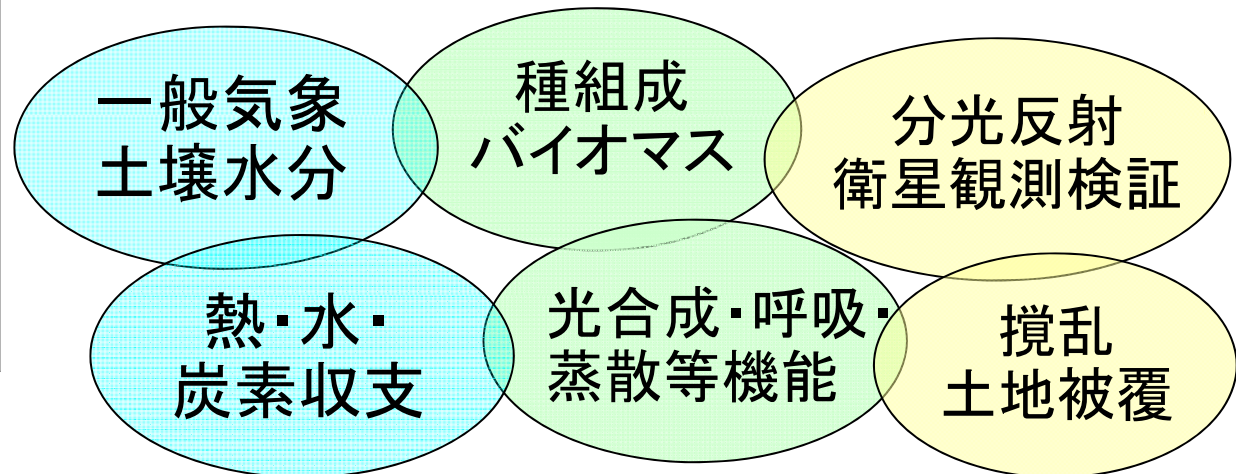 一般気象
土壌水分
種組成
バイオマス
分光反射
衛星観測検証
熱・水・
炭素収支
光合成・呼吸・
蒸散等機能
撹乱
土地被覆